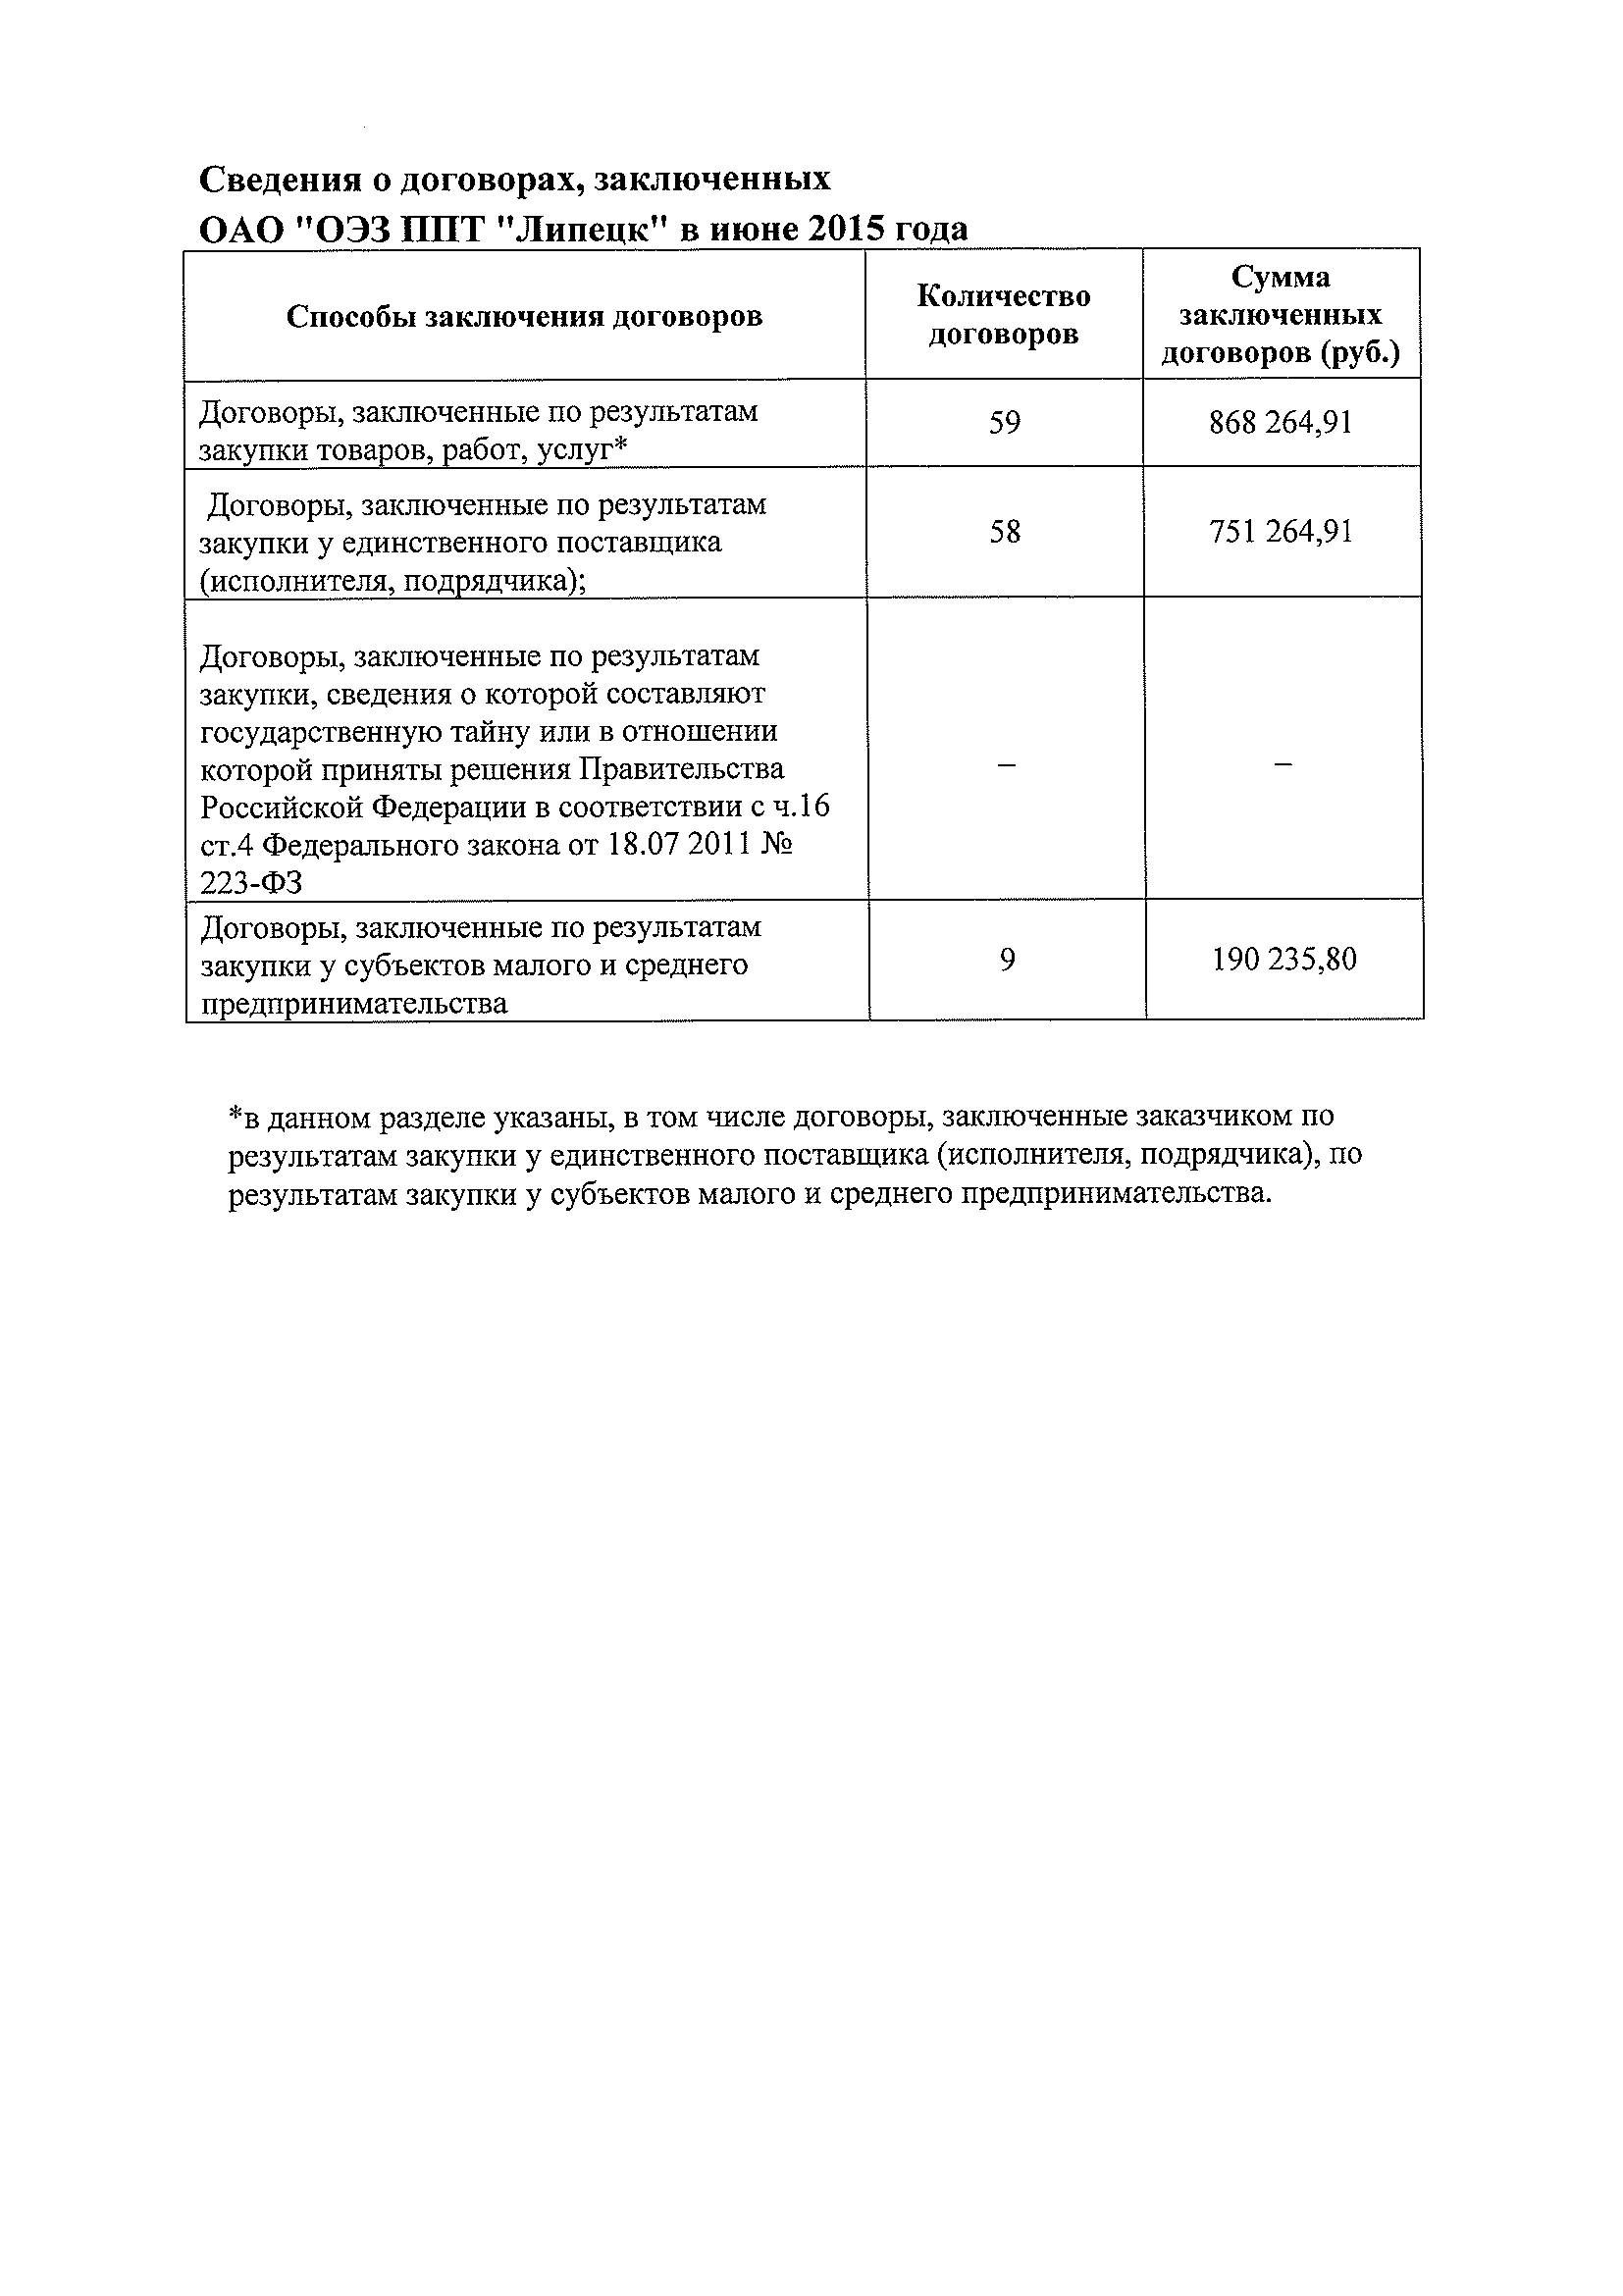 Сведения о договорах, заключенных
ОАО "ОЭЗ ППТ "Липецк" в июне 2015 года
Способы заключения договоров
Количество
договоров
Сумма
заключенных
договоров (руб.)
Договоры, заключенные по результатам
закупки товаров, работ, услуг*
59
868 264,91
Договоры, заключенные по результатам
закупки у единственного поставщика
(исполнителя, подрядчика);
58
751 264,91
Договоры, заключенные по результатам
закупки, сведения о которой составляют
государственную тайну или в отношении
которой приняты решения Правительства
Российской Федерации в соответствии с ч.16
ст.4 Федерального закона от 18.07 2011 №
223-ФЗ
–
–
Договоры, заключенные по результатам
закупки у субъектов малого и среднего
предпринимательства
9
190 235,80
*в данном разделе указаны, в том числе договоры, заключенные заказчиком по
результатам закупки у единственного поставщика (исполнителя, подрядчика), по
результатам закупки у субъектов малого и среднего предпринимательства.